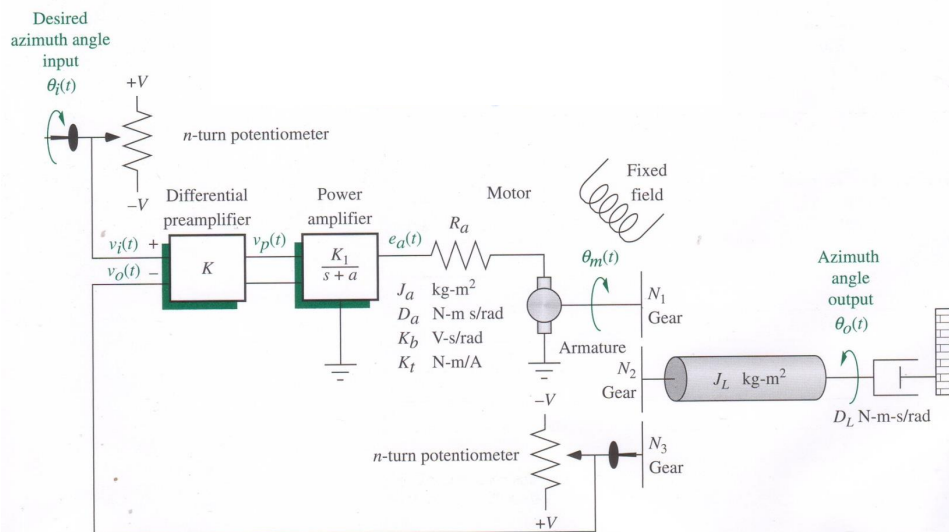 Desired
azimuth angle
input
θi(t)
+V
n-turn potentiometer
−V
Differential
preamplifier
Power
amplifier
Motor
Fixed
field
vi(t) +
vo(t) −
K
vp(t)
K1
s + a
ea(t)
Ra
Ja kg-m²
Da N-m s/rad
Kb V-s/rad
Kt N-m/A
θm(t)
N1
Gear
Armature
N2
Gear
JL kg-m²
Azimuth
angle
output
θo(t)
DL N-m-s/rad
−V
n-turn potentiometer
+V
N3
Gear